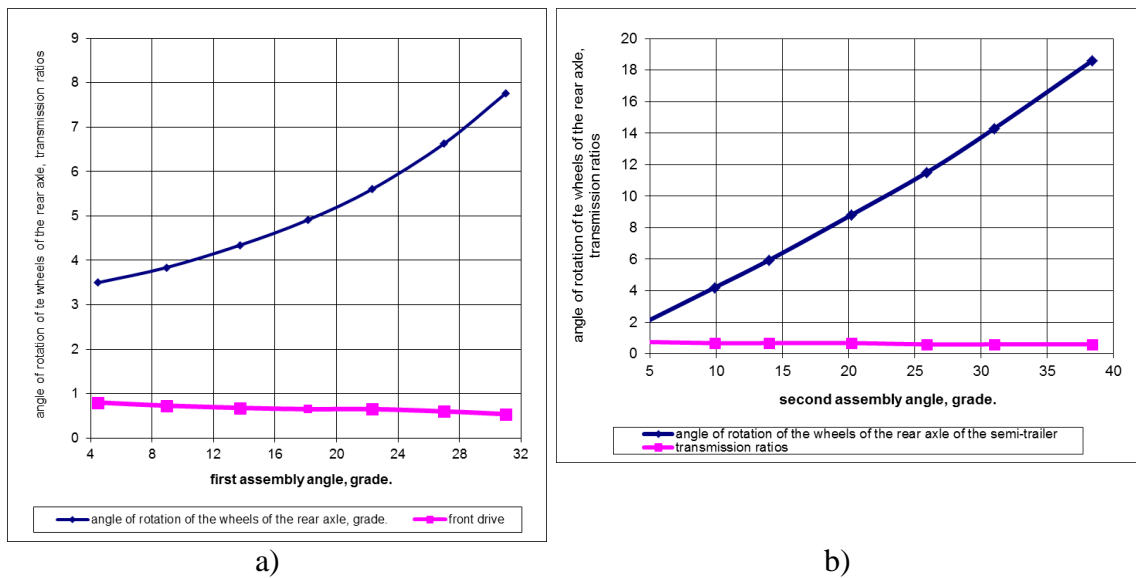 9
8
7
6
5
4
3
2
1
0
angle of rotation of te wheels of the rear axle, transmission ratios
4 8 12 16 20 24 28 32
first assembly angle, grade.
angle of rotation of the wheels of the rear axle, grade. front drive
a)
20
18
16
14
12
10
8
6
4
2
0
angle of rotation of te wheels of the rear axle,
transmission ratios
5 10 15 20 25 30 35 40
second assembly angle, grade.
angle of rotation of the wheels of the rear axle of the semi-trailer
transmission ratios
b)